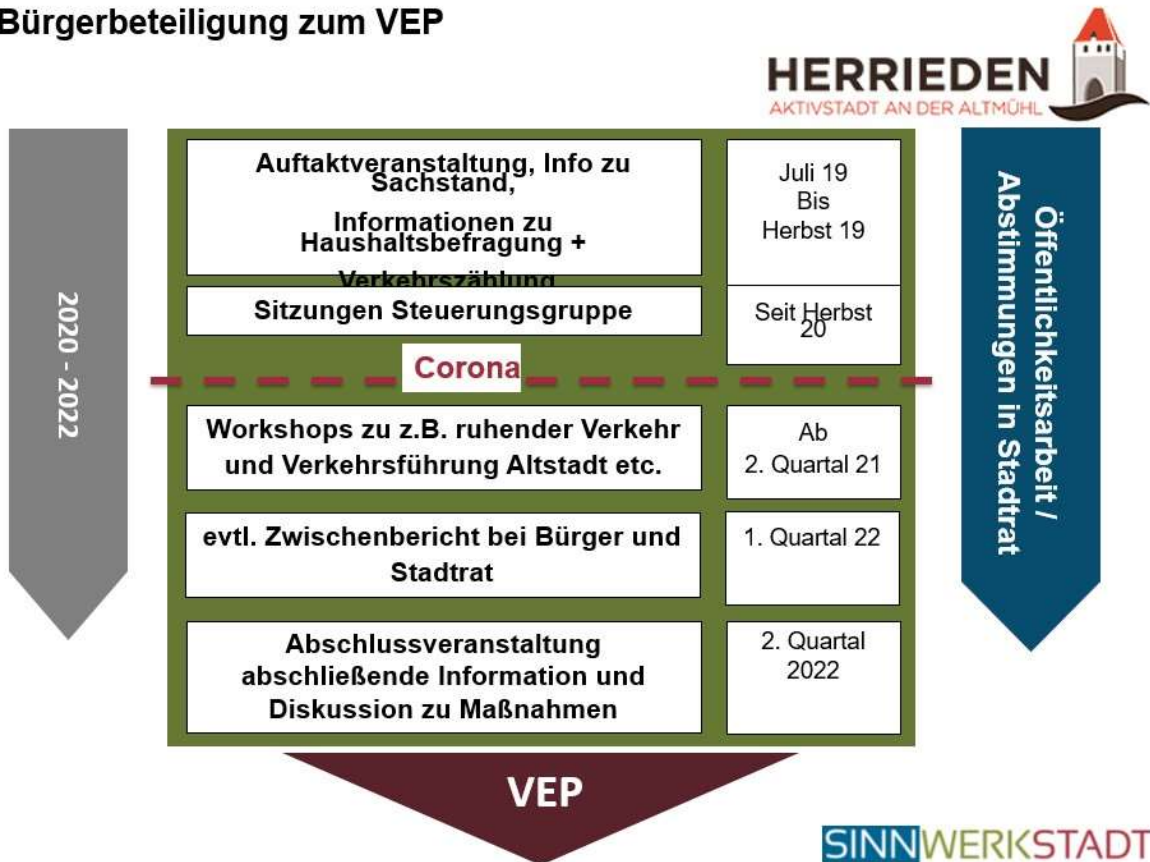 Bürgerbeteiligung zum VEP
HERRIEDEN
AKTIVSTADT AN DER ALTMÜHL
2020 - 2022
Auftaktveranstaltung, Info zu
Sachstand,
Informationen zu
Haushaltsbefragung +
Verkehrszählung
Juli 19
Bis
Herbst 19
Sitzungen Steuerungsgruppe
Seit Herbst
20
Corona
Workshops zu z.B. ruhender Verkehr
und Verkehrsführung Altstadt etc.
Ab
2. Quartal 21
evtl. Zwischenbericht bei Bürger und
Stadtrat
1. Quartal 22
Abschlussveranstaltung
abschließende Information und
Diskussion zu Maßnahmen
2. Quartal
2022
Öffentlichkeitsarbeit /
Abstimmungen in Stadtrat
VEP
SINNWERKSTADT